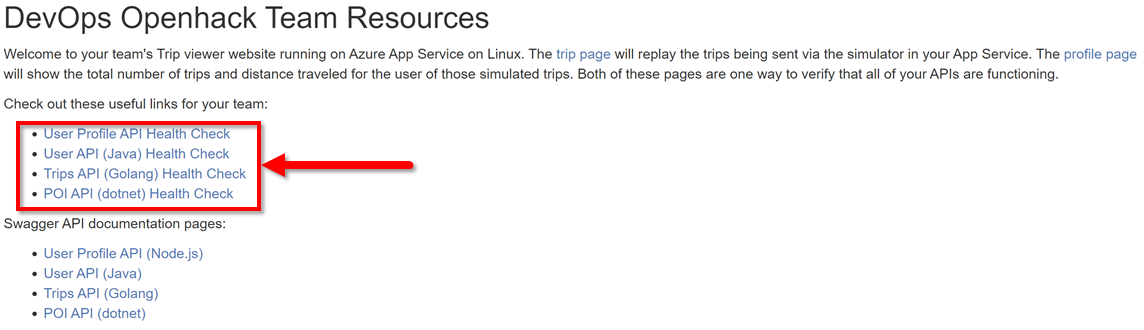 DevOps Openhack Team Resources
Welcome to your team's Trip viewer website running on Azure App Service on Linux. The trip page will replay the trips being sent via the simulator in your App Service. The profile page
will show the total number of trips and distance traveled for the user of those simulated trips. Both of these pages are one way to verify that all of your APIs are functioning.
Check out these useful links for your team:
• User Profile API Health Check
• User API (Java) Health Check
• Trips API (Golang) Health Check
• POI API (dotnet) Health Check
Swagger API documentation pages:
• User Profile API (Node.js)
• User API (Java)
• Trips API (Golang)
• POI API (dotnet)